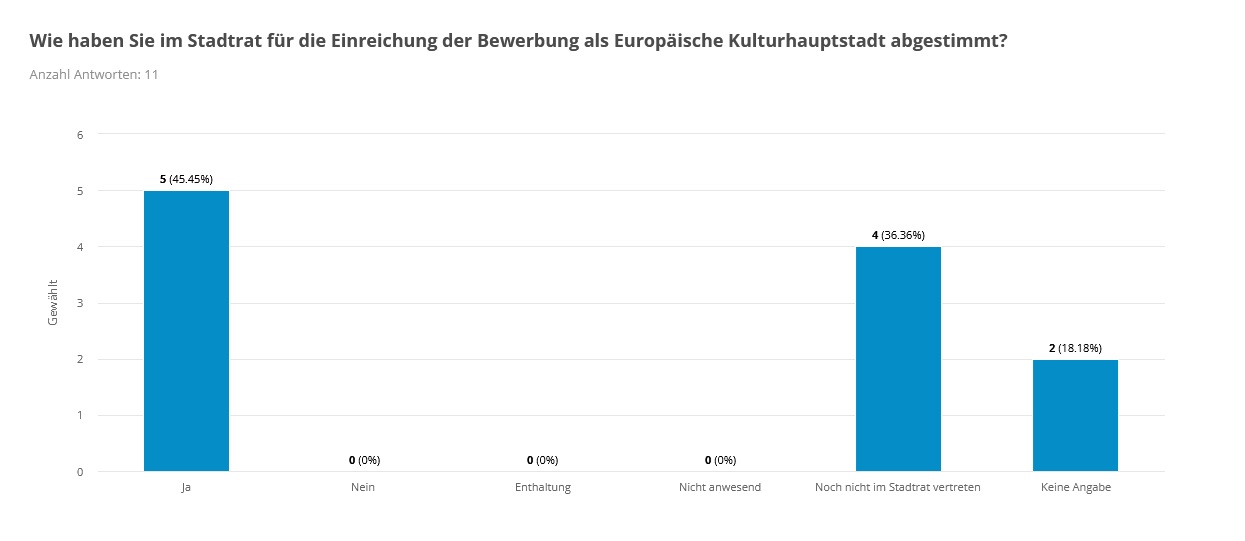 Wie haben Sie im Stadtrat für die Einreichung der Bewerbung als Europäische Kulturhauptstadt abgestimmt?
Anzahl Antworten: 11
6
5 (45.45%)
5
4 (36.36%)
4
Gewählt
3
2 (18.18%)
2
1
0 (0%)
0 (0%)
0 (0%)
0
Ja
Nein
Enthaltung
Nicht anwesend
Noch nicht im Stadtrat vertreten
Keine Angabe